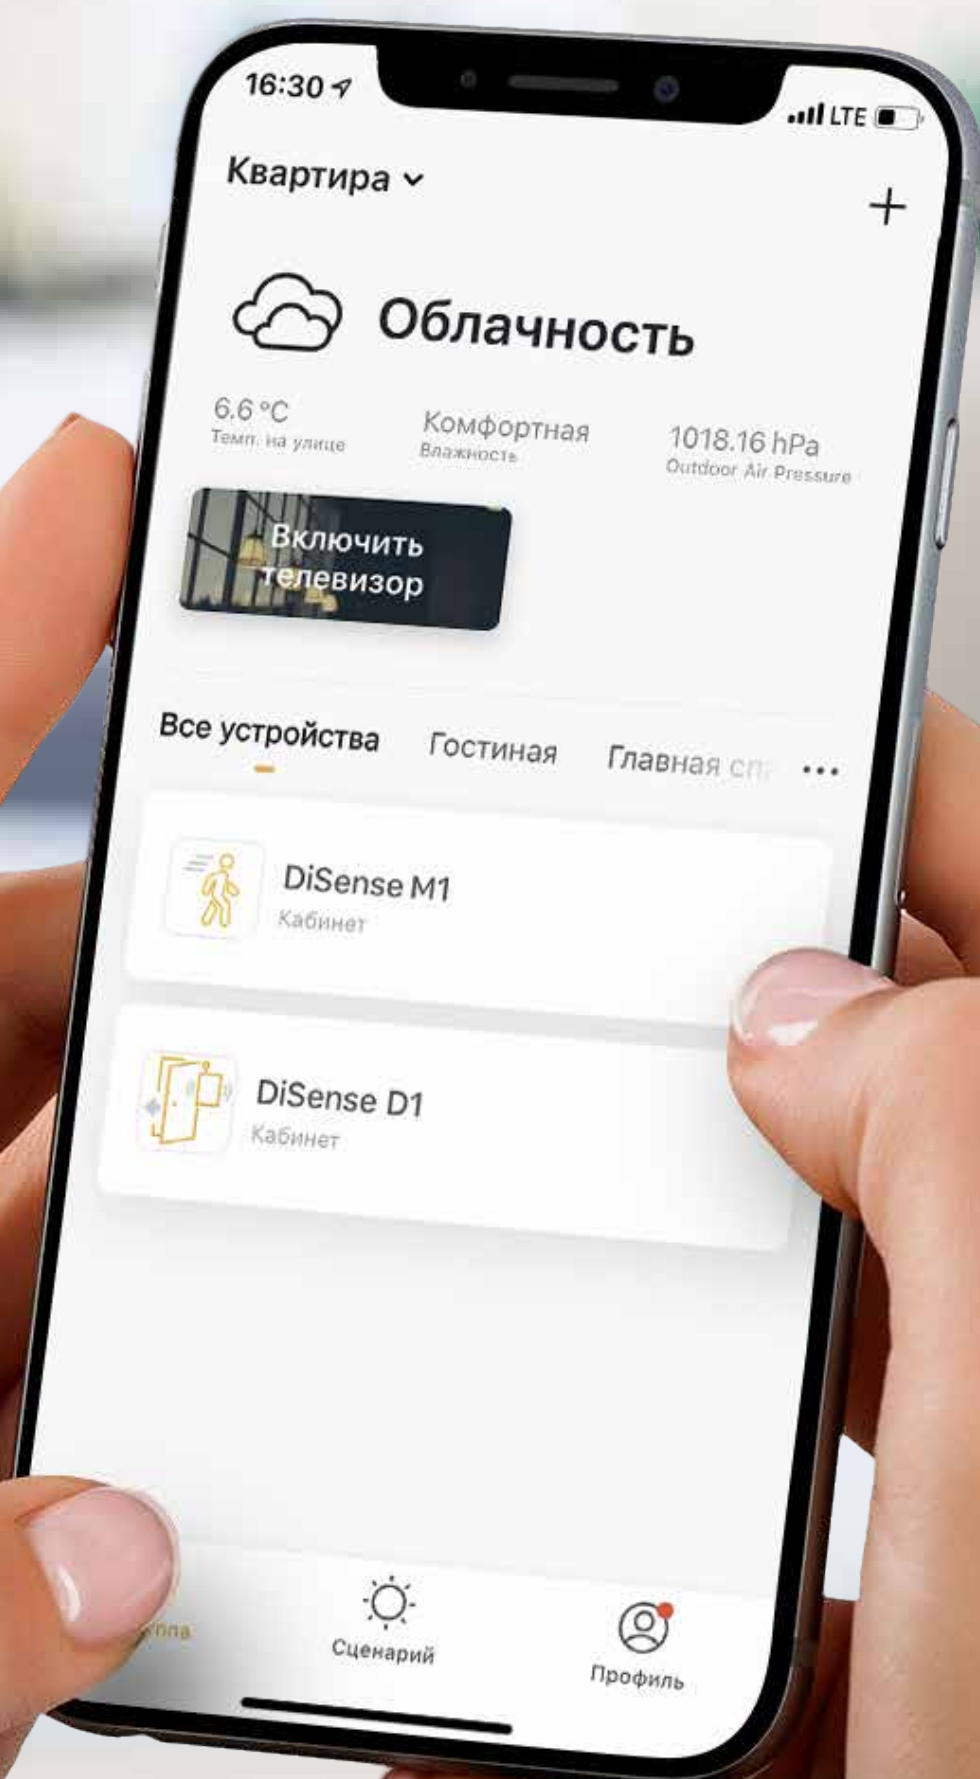 16:30
LTE
Квартира
Облачность
6.6 °C
Темп. на улице
Комфортная
Влажность
1018.16 hPa
Outdoor Air Pressure
Включить
телевизор
Все устройства Гостиная Главная
DiSense M1
Кабинет
DiSense D1
Кабинет
Сценарий
Профиль